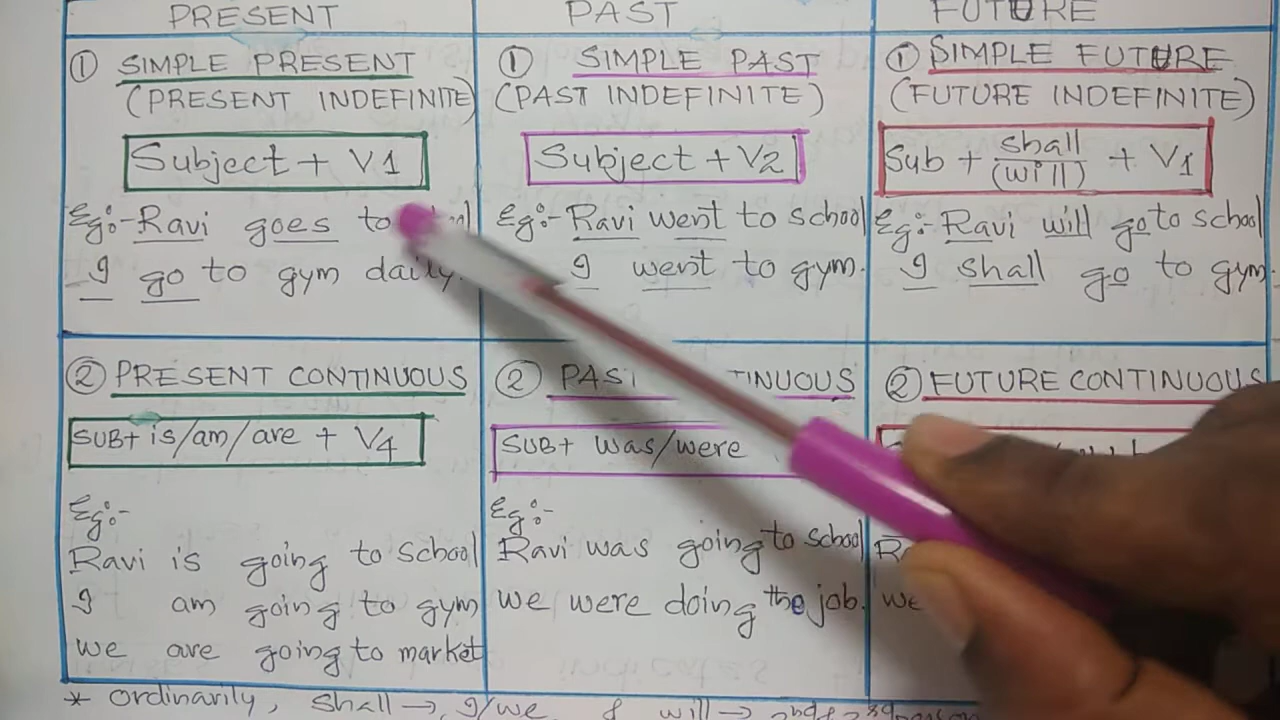 PRESENT
PAST
FUTURE
① SIMPLE PRESENT
(PRESENT INDEFINITE)
Subject + V1
Eg:- Ravi goes to
I go to gym daily.
① SIMPLE PAST
(PAST INDEFINITE)
Subject + V2
Eg:- Ravi went to school
I went to gym.
① SIMPLE FUTURE
(FUTURE INDEFINITE)
Sub + shall (will) + V1
Eg:- Ravi will go to school
I shall go to gym.
② PRESENT CONTINUOUS
SUB+ is/am/are + V4
Eg:-
Ravi is going to school
I am going to gym
we are going to market
② PAST
SUB+ was/were
Eg:-
Ravi was going to school
we were doing the job.
② FUTURE CONTINUOUS
we
* ordinarily, shall → I/we & will →